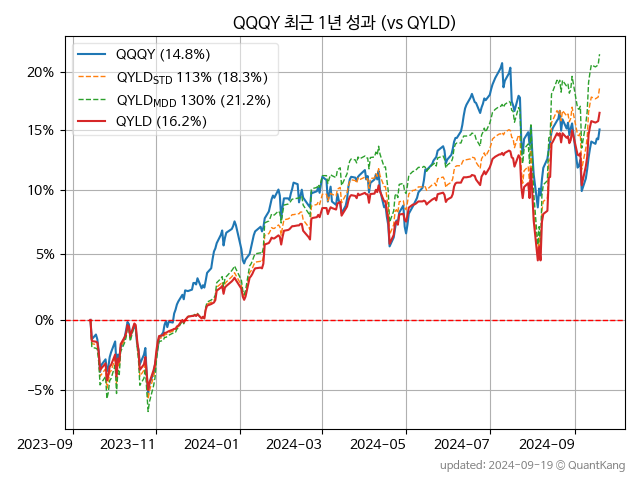 QQQY 최근 1년 성과 (vs QYLD)
QQQY (14.8%)
QYLD_STD 113% (18.3%)
QYLD_MDD 130% (21.2%)
QYLD (16.2%)
20%
15%
10%
5%
0%
−5%
2023-09 2023-11 2024-01 2024-03 2024-05 2024-07 2024-09
updated: 2024-09-19 © QuantKang